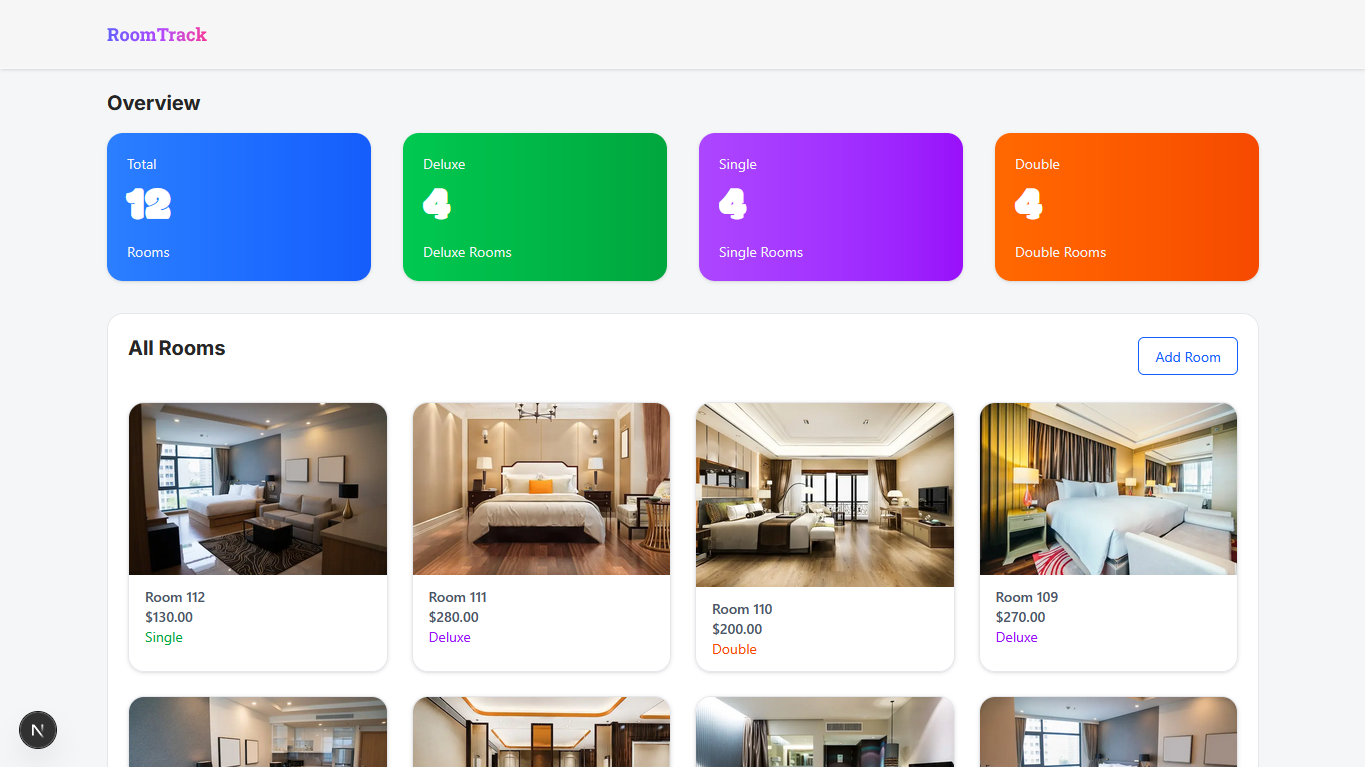 RoomTrack
Overview
Total
12
Rooms
Deluxe
4
Deluxe Rooms
Single
4
Single Rooms
Double
4
Double Rooms
All Rooms
Add Room
Room 112
$130.00
Single
Room 111
$280.00
Deluxe
Room 110
$200.00
Double
Room 109
$270.00
Deluxe
N